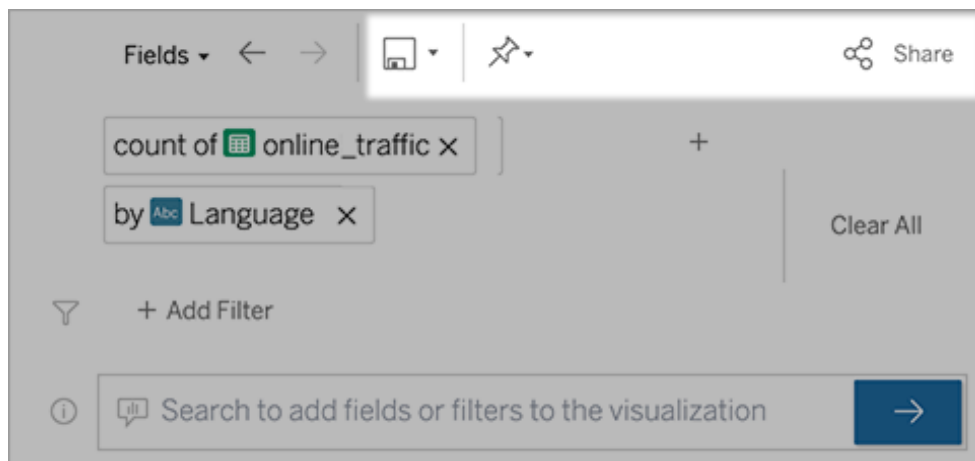 Fields
Share
count of online_traffic ×
by Abc Language ×
Clear All
+ Add Filter
Search to add fields or filters to the visualization